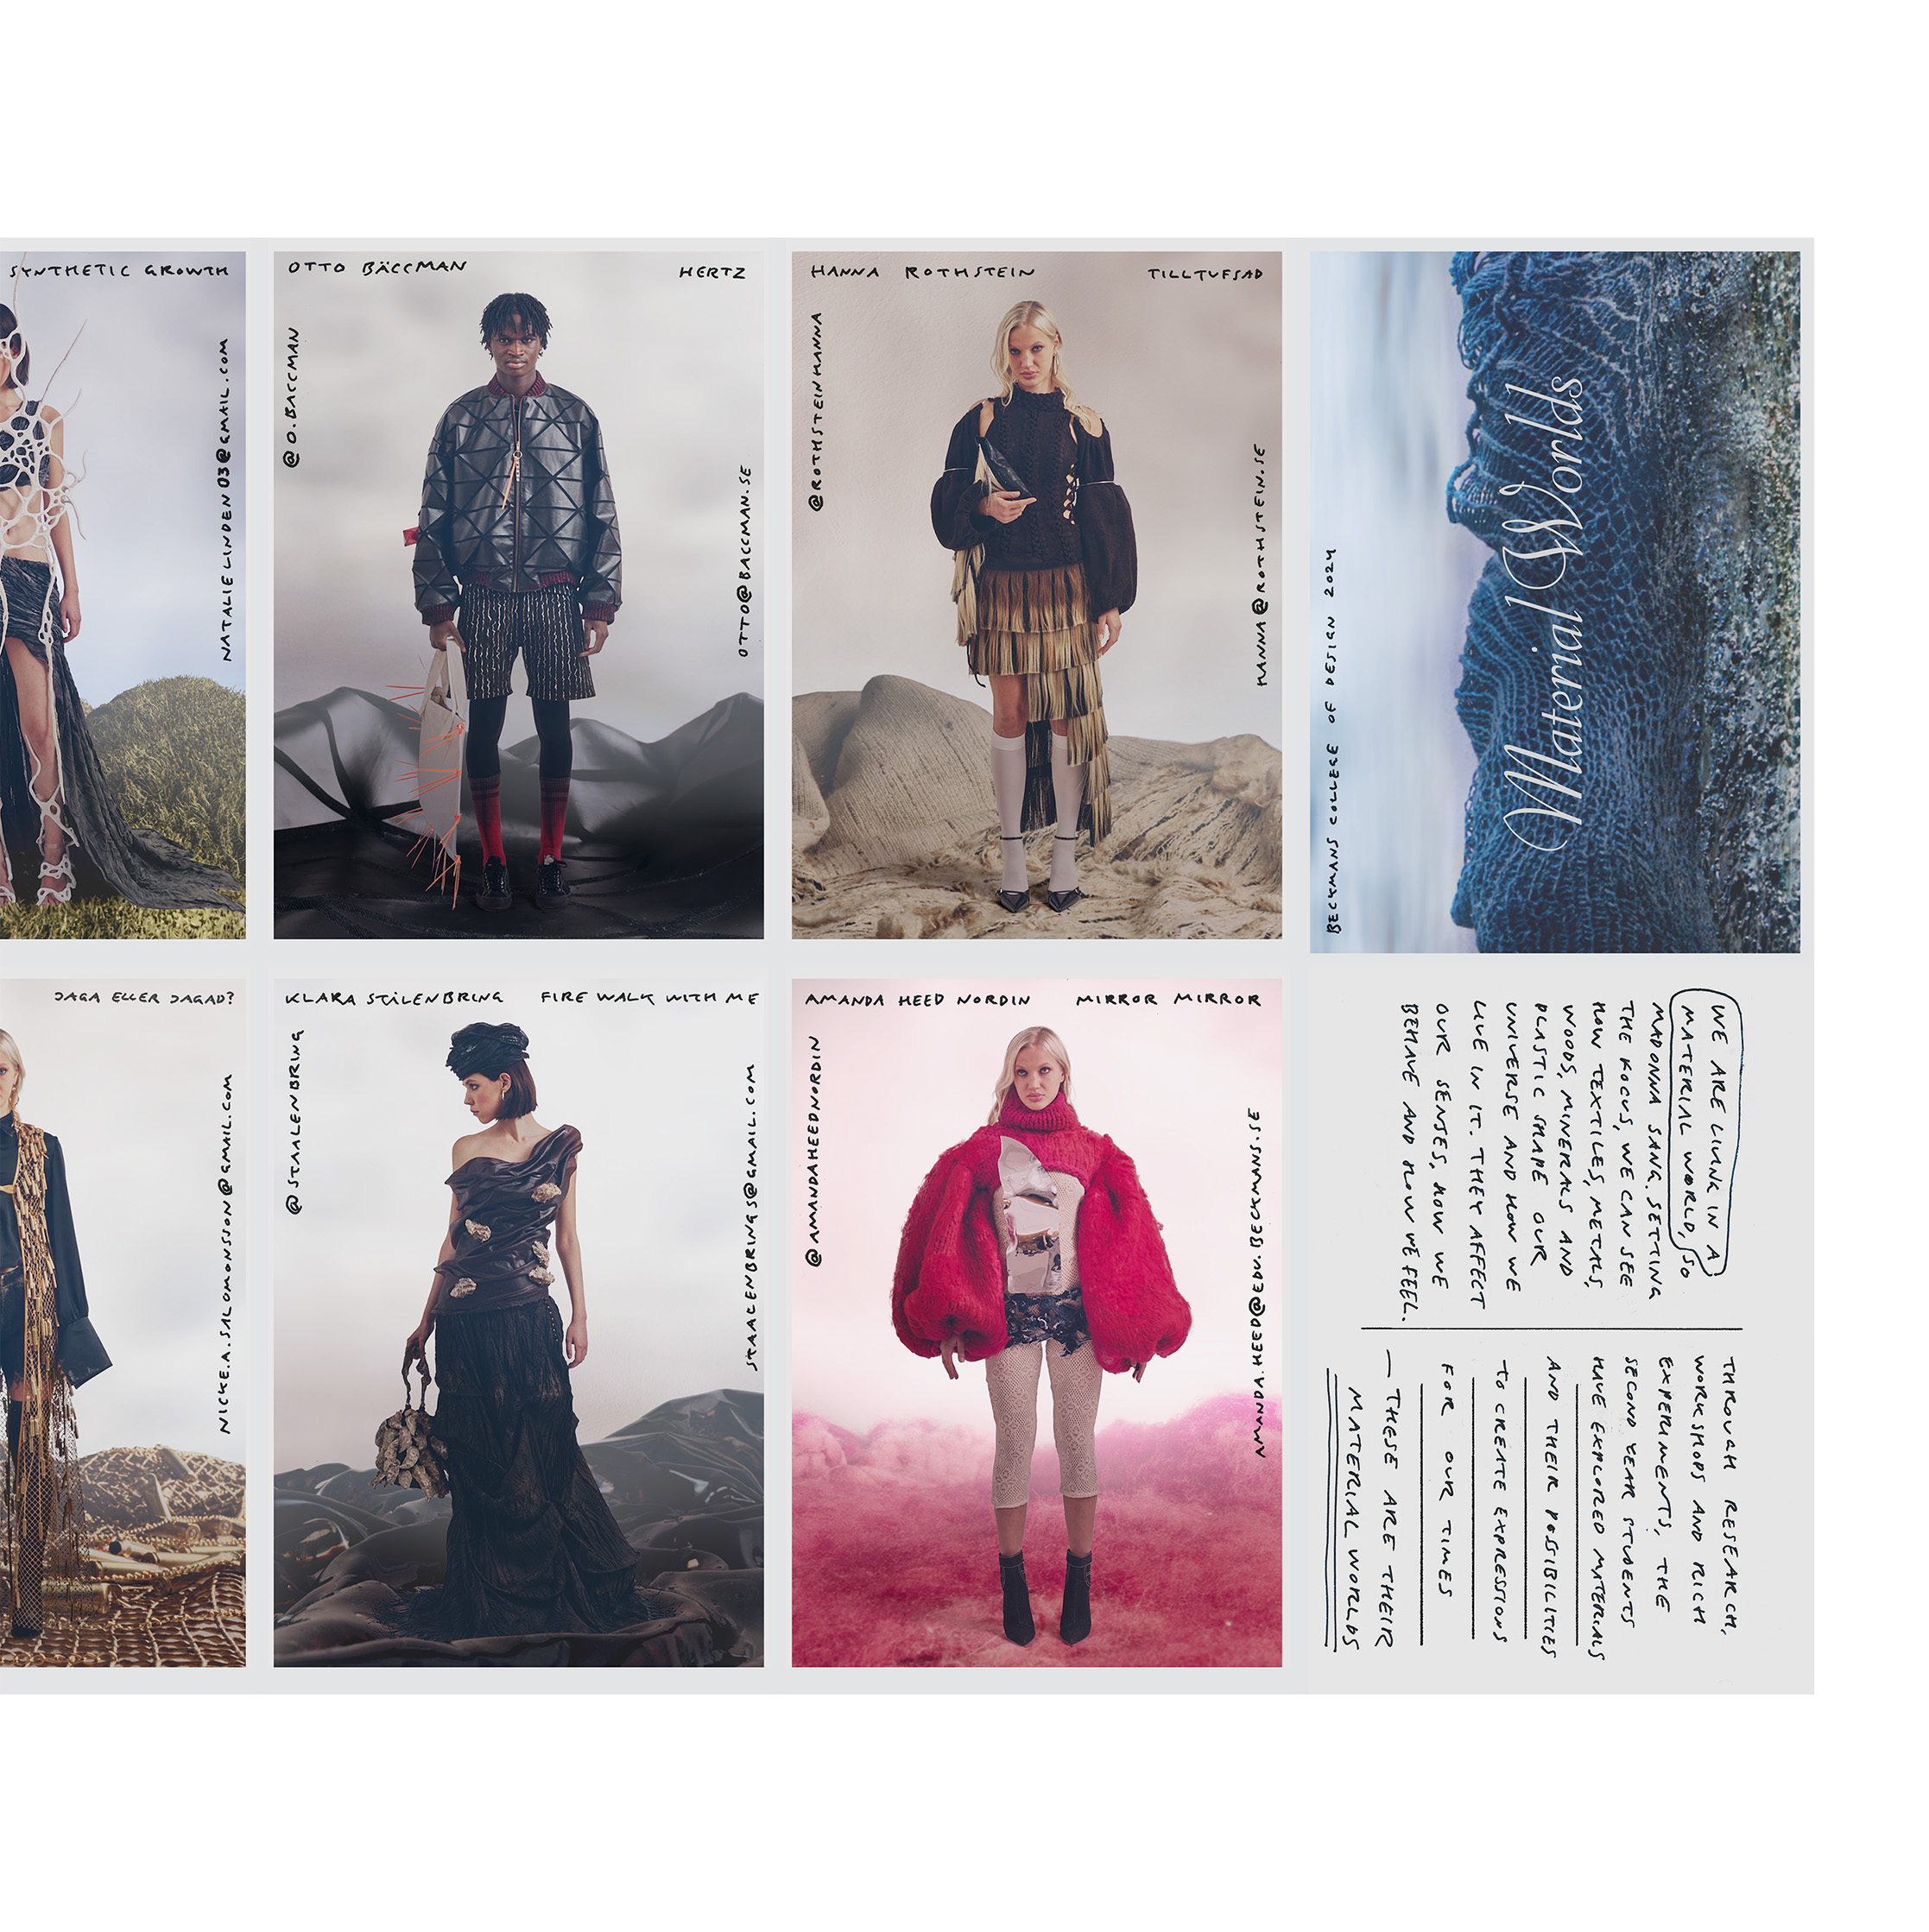 SYNTHETIC GROWTH
NATALIELINDEN03@GMAIL.COM
OTTO BÄCCMAN
HERTZ
@O.BACCMAN
OTTO@BACCMAN.SE
HANNA ROTHSTEIN
TILLTUFSAD
@ROTHSTEINHANNA
HANNA@ROTHSTEIN.SE
BECKMANS COLLEGE OF DESIGN 2024
Material Worlds
JAGA ELLER JAGAD?
NICKE.A.SALOMONSSON@GMAIL.COM
KLARA STÅLENBRING
FIRE WALK WITH ME
@STAALENBRING
STAALENBRINGS@GMAIL.COM
AMANDA HEED NORDIN
MIRROR MIRROR
@AMANDAHEEDNORDIN
AMANDA.HEED@EDU.BECKMANS.SE
WE ARE LIVING IN A
MATERIAL WORLD, SO
MADONNA SANG. SETTING
THE FOCUS, WE CAN SEE
HOW TEXTILES, METALS,
WOODS, MINERALS AND
PLASTIC SHAPE OUR
UNIVERSE AND HOW WE
LIVE IN IT. THEY AFFECT
OUR SENSES, HOW WE
BEHAVE AND HOW WE FEEL.
THROUGH RESEARCH,
WORKSHOPS AND RICH
EXPERIMENTS, THE
SECOND YEAR STUDENTS
HAVE EXPLORED MATERIALS
AND THEIR POSSIBILITIES
TO CREATE EXPRESSIONS
FOR OUR TIMES
— THESE ARE THEIR
MATERIAL WORLDS